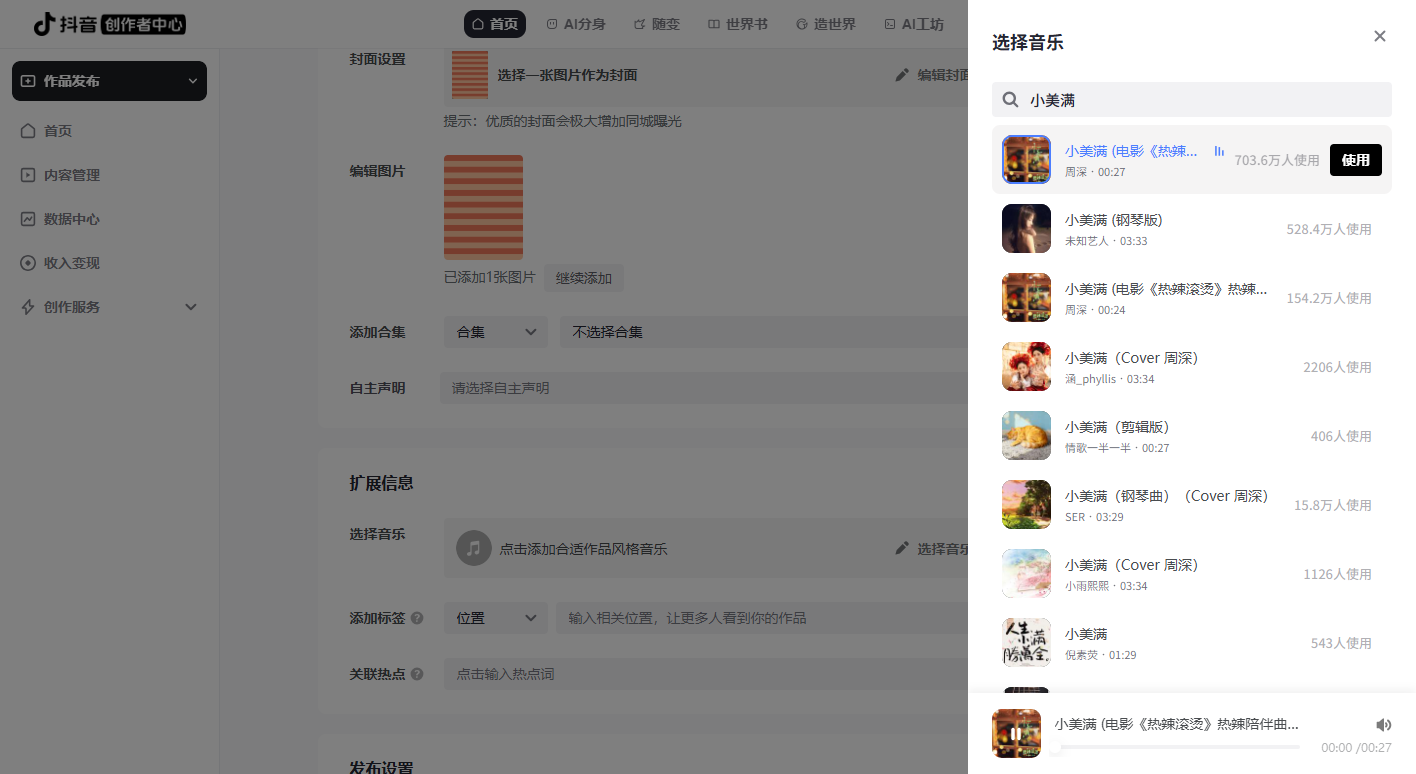 抖音 创作者中心
首页
AI分身
随变
世界书
造世界
AI工坊
作品发布
首页
内容管理
数据中心
收入变现
创作服务
封面设置
选择一张图片作为封面
编辑封面
提示：优质的封面会极大增加同城曝光
编辑图片
已添加1张图片
继续添加
添加合集
合集
不选择合集
自主声明
请选择自主声明
扩展信息
选择音乐
点击添加合适作品风格音乐
选择音乐
添加标签
位置
输入相关位置，让更多人看到你的作品
关联热点
点击输入热点词
发布设置
选择音乐
小美满
小美满 (电影《热辣...
703.6万人使用
使用
周深 · 00:27
小美满 (钢琴版)
528.4万人使用
未知艺人 · 03:33
小美满 (电影《热辣滚烫》热辣...
154.2万人使用
周深 · 00:24
小美满（Cover 周深）
2206人使用
涵_phyllis · 03:34
小美满（剪辑版）
406人使用
情歌一半一半 · 00:27
小美满（钢琴曲）（Cover 周深）
15.8万人使用
SER · 03:29
小美满（Cover 周深）
1126人使用
小雨熙熙 · 03:34
小美满
543人使用
倪素荧 · 01:29
小美满 (电影《热辣滚烫》热辣陪伴曲...
00:00 /00:27